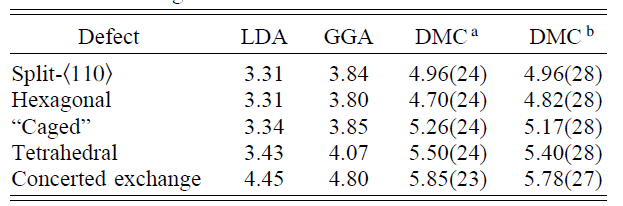 Defect LDA GGA DMC a DMC b
Split-⟨110⟩ 3.31 3.84 4.96(24) 4.96(28)
Hexagonal 3.31 3.80 4.70(24) 4.82(28)
“Caged” 3.34 3.85 5.26(24) 5.17(28)
Tetrahedral 3.43 4.07 5.50(24) 5.40(28)
Concerted exchange 4.45 4.80 5.85(23) 5.78(27)